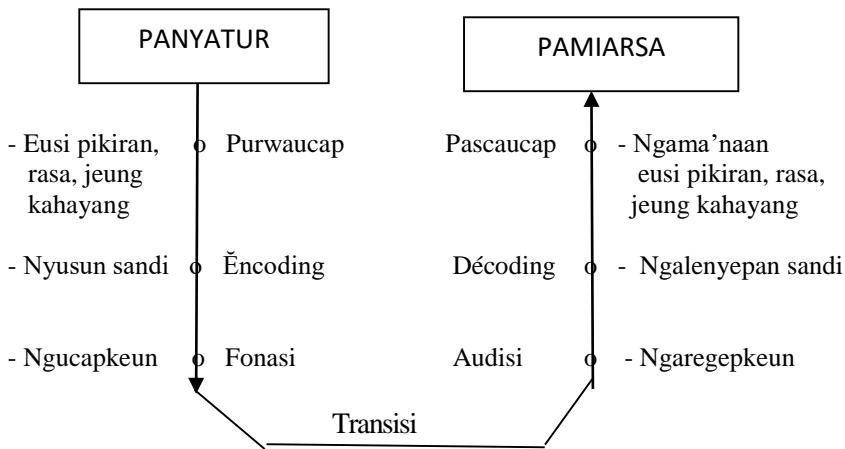 PANYATUR
PAMIARSA
- Eusi pikiran, o Purwaucap
rasa, jeung
kahayang
Pascaucap o - Ngama’naan
eusi pikiran, rasa,
jeung kahayang
- Nyusun sandi o Ĕncoding
Décoding o - Ngalenyepan sandi
- Ngucapkeun o Fonasi
Audisi o - Ngaregepkeun
Transisi